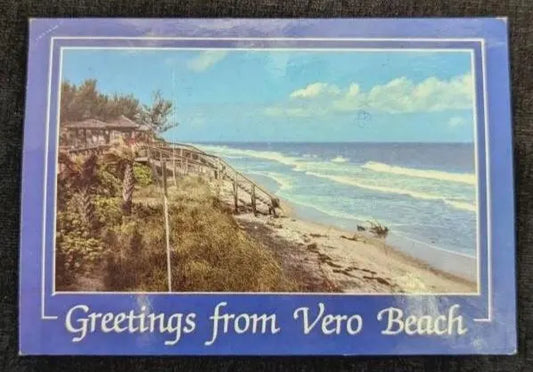 Greetings from Vero Beach